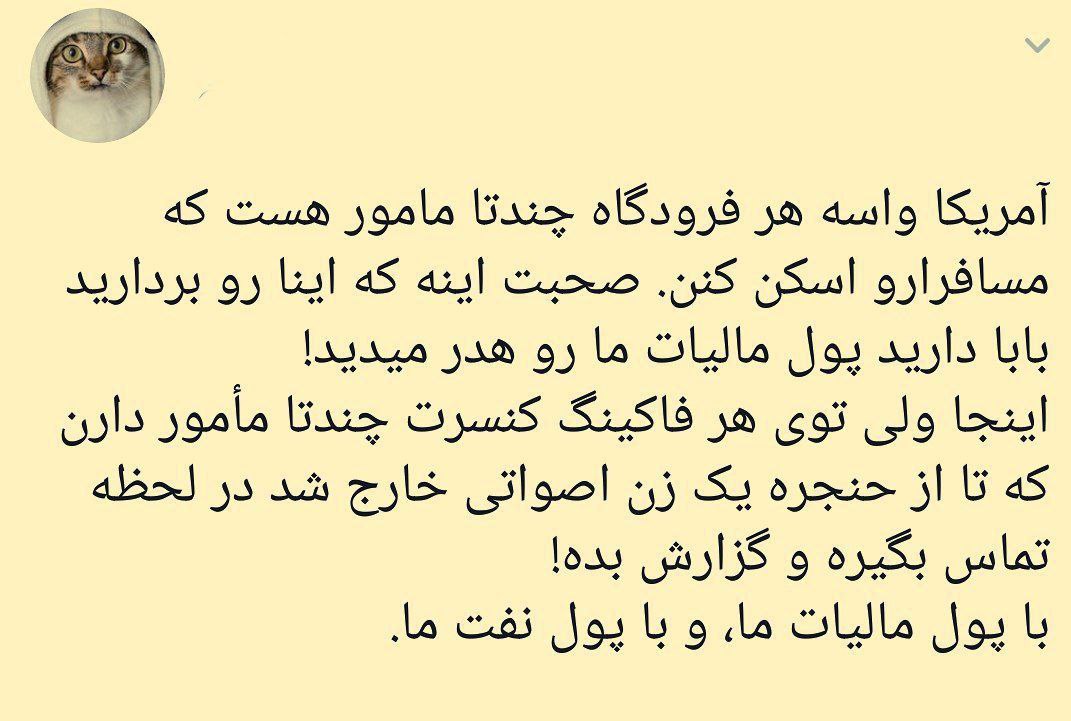 آمریکا واسه هر فرودگاه چندتا مامور هست که
مسافرارو اسکن کنن. صحبت اینه که اینا رو بردارید
بابا دارید پول مالیات ما رو هدر میدید!
اینجا ولی توی هر فاکینگ کنسرت چندتا مأمور دارن
که تا از حنجره یک زن اصواتی خارج شد در لحظه
تماس بگیره و گزارش بده!
با پول مالیات ما، و با پول نفت ما.